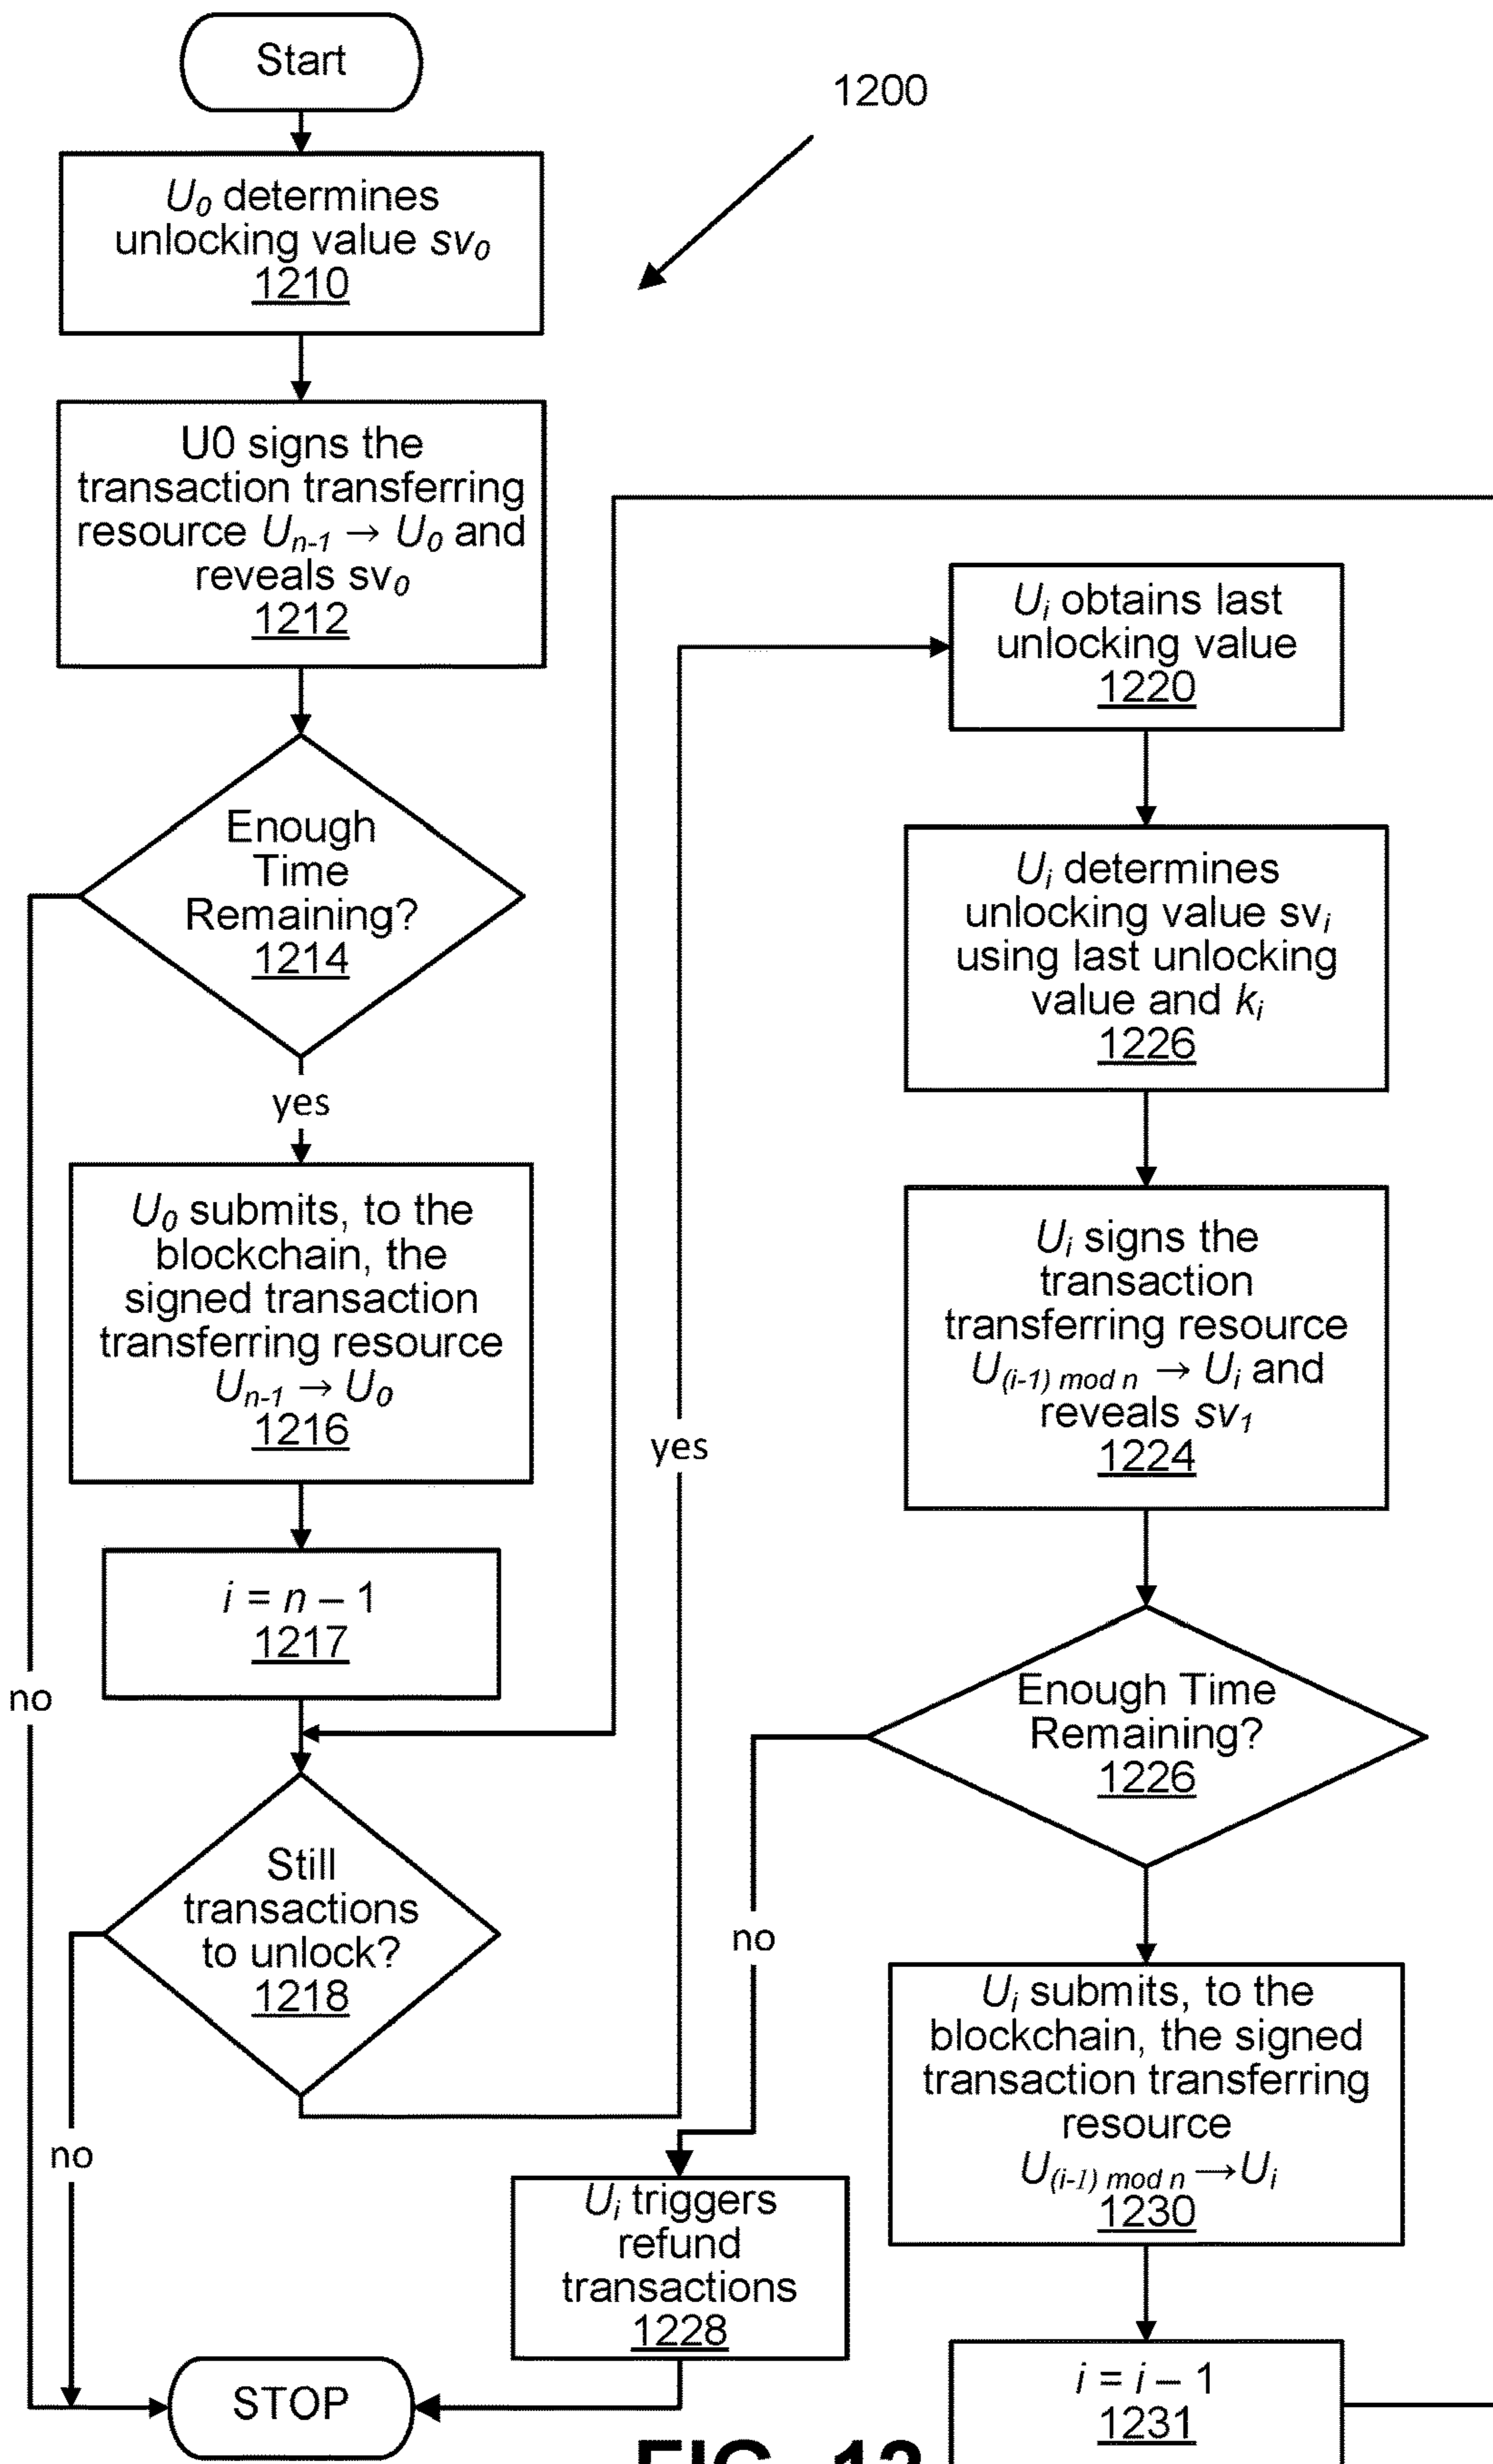 Start
1200
U0 determines
unlocking value sv0
1210
U0 signs the
transaction transferring
resource Un-1 → U0 and
reveals sv0
1212
Enough
Time
Remaining?
1214
yes
U0 submits, to the
blockchain, the
signed transaction
transferring resource
Un-1 → U0
1216
i = n – 1
1217
no
Still
transactions
to unlock?
1218
no
yes
STOP
Ui obtains last
unlocking value
1220
Ui determines
unlocking value svi
using last unlocking
value and ki
1226
Ui signs the
transaction
transferring resource
U(i-1) mod n → Ui and
reveals sv1
1224
Enough Time
Remaining?
1226
no
Ui triggers
refund
transactions
1228
Ui submits, to the
blockchain, the signed
transaction transferring
resource
U(i-1) mod n →Ui
1230
i = i – 1
1231
FIG. 12